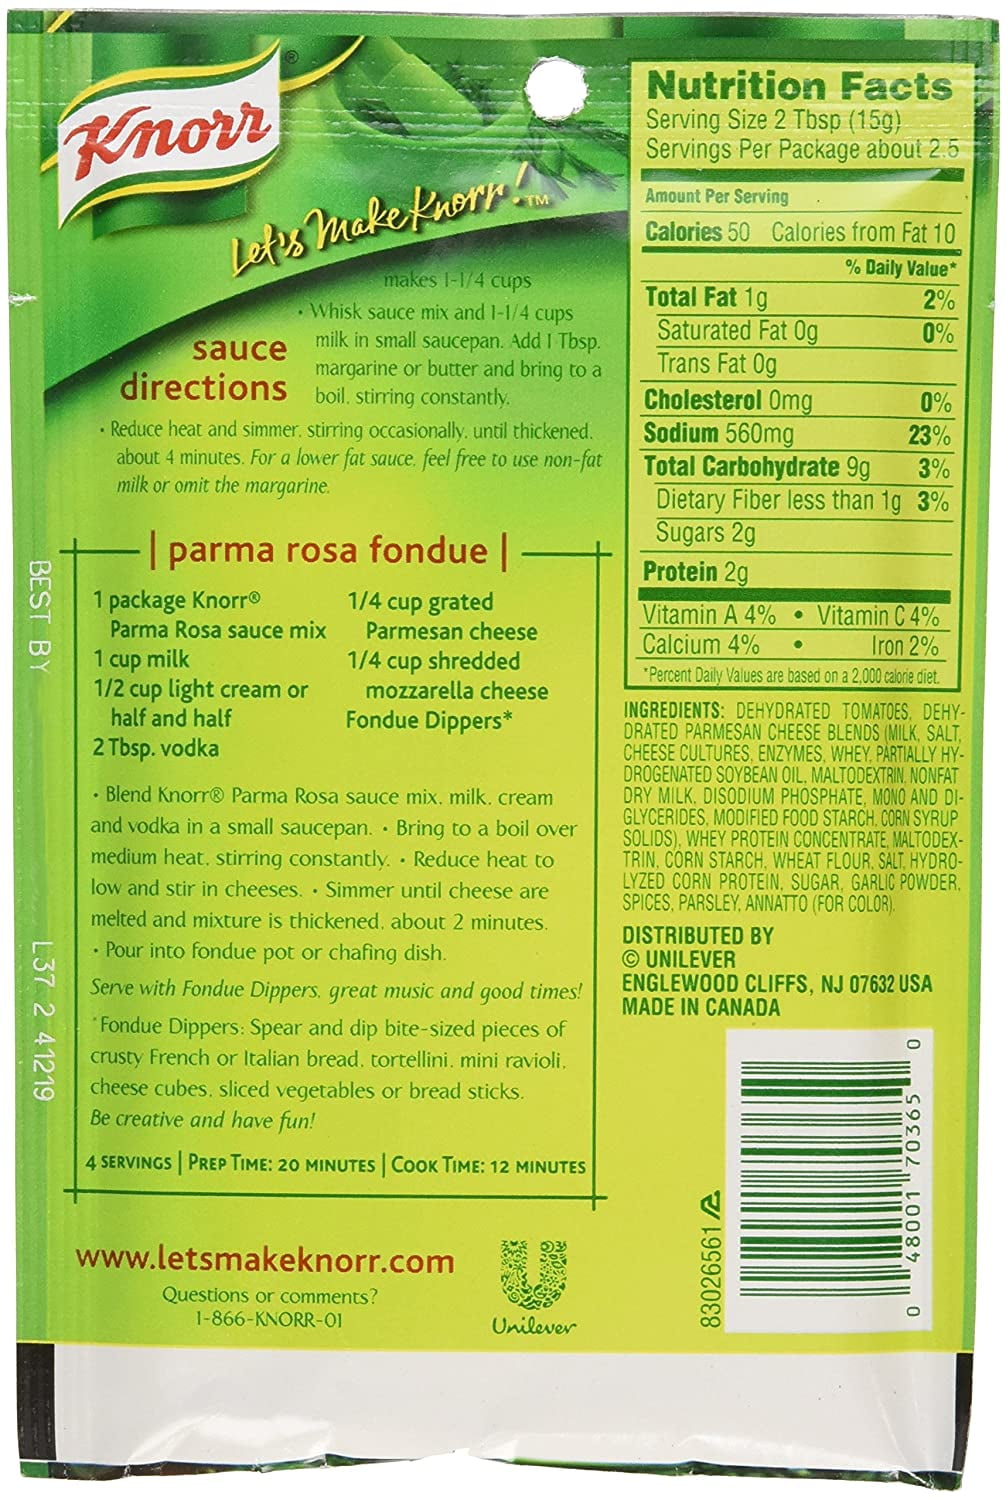 Knorr®
Let's Make Knorr!™
makes 1-1/4 cups
sauce
directions
• Whisk sauce mix and 1-1/4 cups
milk in small saucepan. Add 1 Tbsp.
margarine or butter and bring to a
boil, stirring constantly.
• Reduce heat and simmer, stirring occasionally, until thickened,
about 4 minutes. For a lower fat sauce, feel free to use non-fat
milk or omit the margarine.
| parma rosa fondue |
1 package Knorr®
Parma Rosa sauce mix
1 cup milk
1/2 cup light cream or
half and half
2 Tbsp. vodka
1/4 cup grated
Parmesan cheese
1/4 cup shredded
mozzarella cheese
Fondue Dippers*
• Blend Knorr® Parma Rosa sauce mix, milk, cream
and vodka in a small saucepan. • Bring to a boil over
medium heat, stirring constantly. • Reduce heat to
low and stir in cheeses. • Simmer until cheese are
melted and mixture is thickened, about 2 minutes.
• Pour into fondue pot or chafing dish.
Serve with Fondue Dippers, great music and good times!
*Fondue Dippers: Spear and dip bite-sized pieces of
crusty French or Italian bread, tortellini, mini ravioli,
cheese cubes, sliced vegetables or bread sticks.
Be creative and have fun!
4 SERVINGS | PREP TIME: 20 MINUTES | COOK TIME: 12 MINUTES
www.letsmakeknorr.com
Questions or comments?
1-866-KNORR-01
Unilever
BEST BY
L37 2 41219
Nutrition Facts
Serving Size 2 Tbsp (15g)
Servings Per Package about 2.5
Amount Per Serving
Calories 50 Calories from Fat 10
% Daily Value*
Total Fat 1g 2%
Saturated Fat 0g 0%
Trans Fat 0g
Cholesterol 0mg 0%
Sodium 560mg 23%
Total Carbohydrate 9g 3%
Dietary Fiber less than 1g 3%
Sugars 2g
Protein 2g
Vitamin A 4% • Vitamin C 4%
Calcium 4% • Iron 2%
*Percent Daily Values are based on a 2,000 calorie diet.
INGREDIENTS: DEHYDRATED TOMATOES, DEHY-
DRATED PARMESAN CHEESE BLENDS (MILK, SALT,
CHEESE CULTURES, ENZYMES, WHEY, PARTIALLY HY-
DROGENATED SOYBEAN OIL, MALTODEXTRIN, NONFAT
DRY MILK, DISODIUM PHOSPHATE, MONO AND DI-
GLYCERIDES, MODIFIED FOOD STARCH, CORN SYRUP
SOLIDS), WHEY PROTEIN CONCENTRATE, MALTODEX-
TRIN, CORN STARCH, WHEAT FLOUR, SALT, HYDRO-
LYZED CORN PROTEIN, SUGAR, GARLIC POWDER,
SPICES, PARSLEY, ANNATTO (FOR COLOR).
DISTRIBUTED BY
© UNILEVER
ENGLEWOOD CLIFFS, NJ 07632 USA
MADE IN CANADA
83026561
0 48001 70365 0